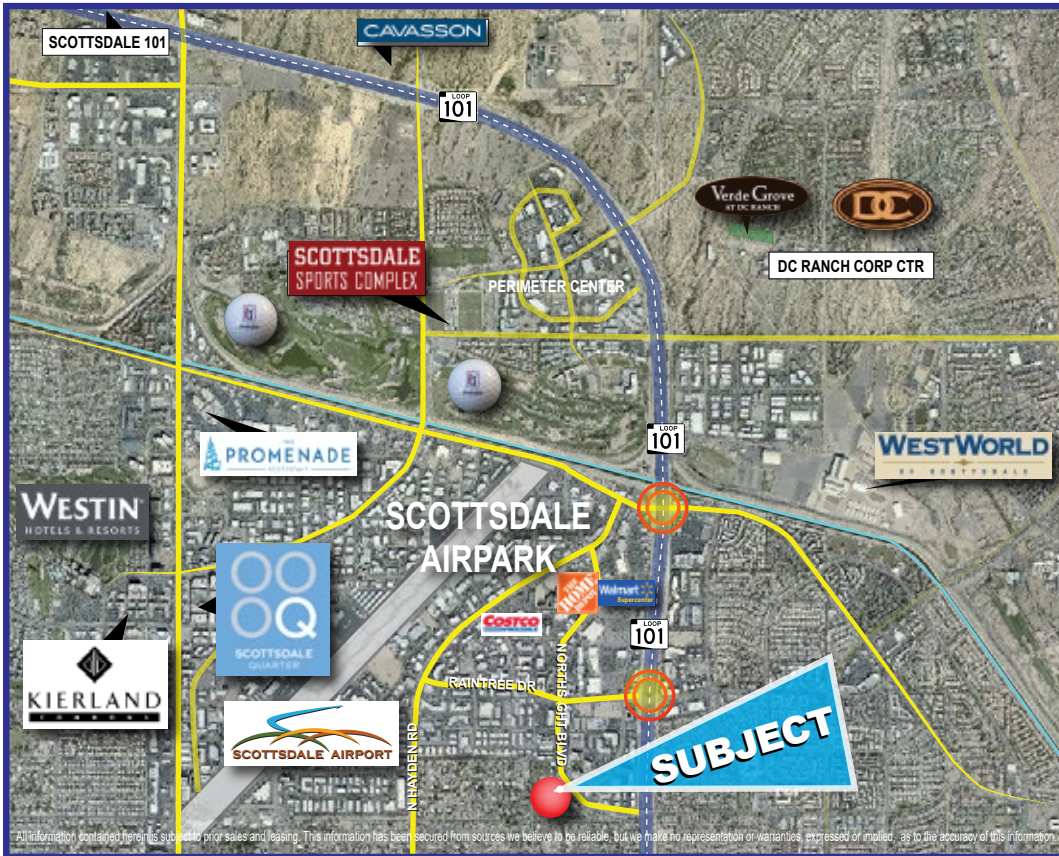 SCOTTSDALE 101
CAVASSON
LOOP
101
Verde Grove
AT DC RANCH
DC
DC RANCH CORP CTR
SCOTTSDALE
SPORTS COMPLEX
PERIMETER CENTER
LOOP
101
THE
PROMENADE
WESTWORLD
OF SCOTTSDALE
WESTIN
HOTELS & RESORTS
SCOTTSDALE
AIRPARK
THE
HOME
DEPOT
Walmart
Supercenter
COSTCO
Q
SCOTTSDALE
QUARTER
LOOP
101
KIERLAND
COMMONS
RAINTREE DR
NORTHSIGHT BLVD
N HAYDEN RD
SCOTTSDALE AIRPORT
SUBJECT
All information contained herein is subject to prior sales and leasing. This information has been secured from sources we believe to be reliable, but we make no representation or warranties, expressed or implied, as to the accuracy of this information.